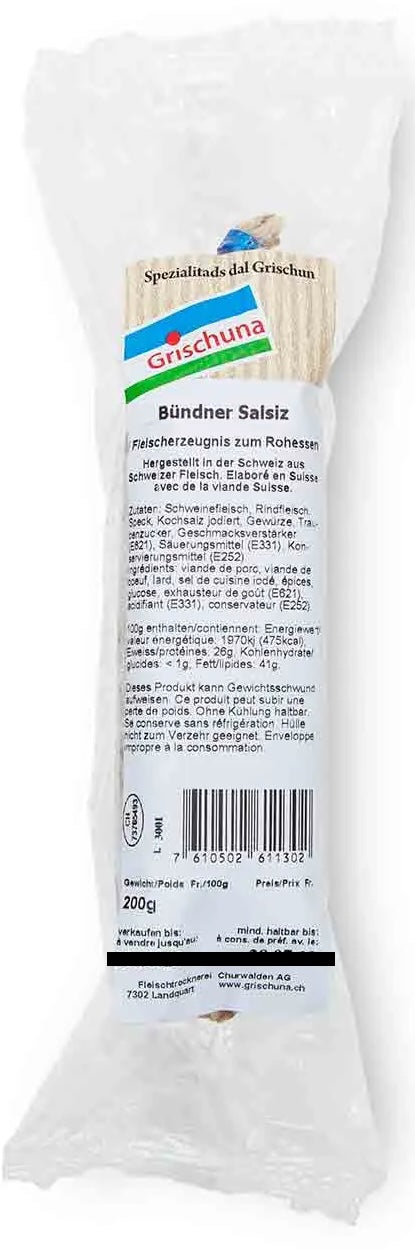 Spezialitads dal Grischun
Grischuna
Bündner Salsiz
Fleischerzeugnis zum Rohessen
Hergestellt in der Schweiz aus
Schweizer Fleisch. Elaboré en Suisse
avec de la viande Suisse.
Zutaten: Schweinefleisch, Rindfleisch,
Speck, Kochsalz jodiert, Gewürze, Trau-
benzucker, Geschmacksverstärker
(E621), Säuerungsmittel (E331), Kon-
servierungsmittel (E252)
Ingrédients: viande de porc, viande de
boeuf, lard, sel de cuisine iodé, épices,
glucose, exhausteur de goût (E621),
acidifiant (E331), conservateur (E252)
100g enthalten/contiennent: Energiewert
valeur énergétique: 1970kj (475kcal),
Eiweiss/protéines: 26g, Kohlenhydrate/
glucides: < 1g, Fett/lipides: 41g.
Dieses Produkt kann Gewichtsschwund
aufweisen. Ce produit peut subir une
perte de poids. Ohne Kühlung haltbar.
Se conserve sans réfrigération. Hülle
nicht zum Verzehr geeignet. Enveloppe
impropre à la consommation.
CH
73765493
L 3001
7 610502 611302
Gewicht/Poids Fr./100g Preis/Prix Fr.
200g
verkaufen bis: mind. haltbar bis:
à vendre jusqu'au: à cons. de préf. av. le:
Fleischtrocknerei Churwalden AG
7302 Landquart www.grischuna.ch